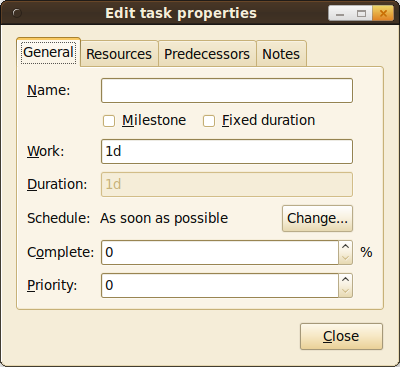 Edit task properties
General Resources Predecessors Notes
Name:
Milestone Fixed duration
Work: 1d
Duration: 1d
Schedule: As soon as possible Change...
Complete: 0 %
Priority: 0
Close